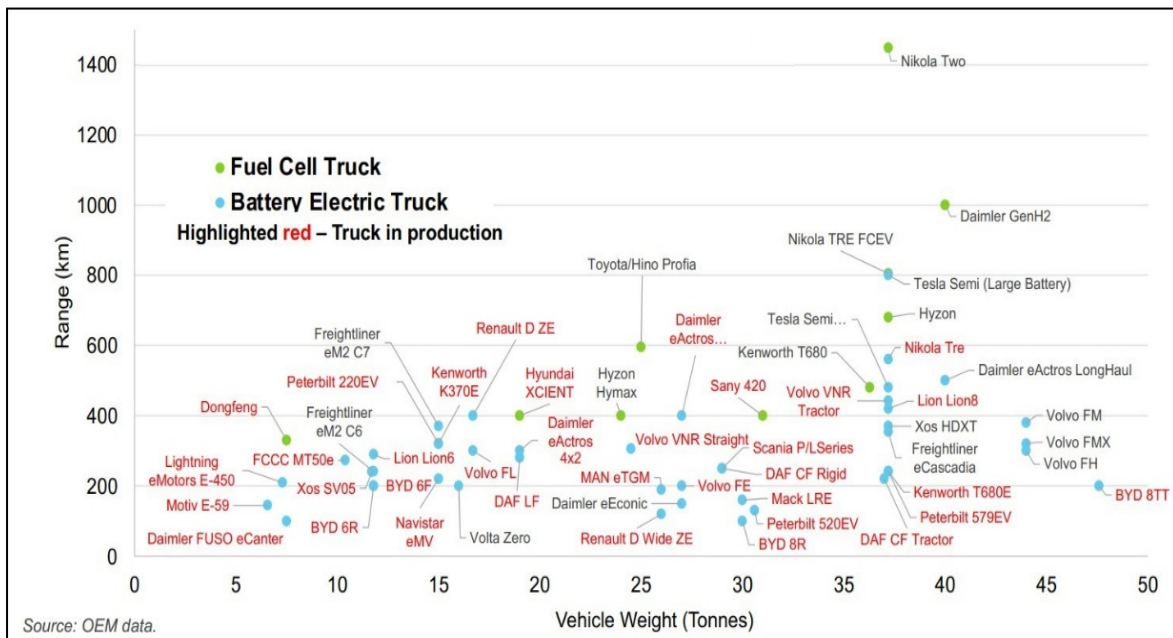 1400
1200
1000
800
600
400
200
0
Range (km)
0 5 10 15 20 25 30 35 40 45 50
Vehicle Weight (Tonnes)
Fuel Cell Truck
Battery Electric Truck
Highlighted red – Truck in production
Nikola Two
Daimler GenH2
Nikola TRE FCEV
Tesla Semi (Large Battery)
Toyota/Hino Profia
Hyzon
Tesla Semi…
Kenworth T680
Nikola Tre
Daimler eActros LongHaul
Daimler
eActros…
Renault D ZE
Freightliner
eM2 C7
Peterbilt 220EV
Kenworth
K370E
Hyundai
XCIENT
Hyzon
Hymax
Sany 420
Volvo VNR
Tractor
Lion Lion8
Xos HDXT
Freightliner
eCascadia
Volvo FM
Volvo FMX
Volvo FH
Dongfeng
Freightliner
eM2 C6
FCCC MT50e
Lion Lion6
Lightning
eMotors E-450
Xos SV05
BYD 6F
Volvo FL
Daimler
eActros
4x2
DAF LF
Volvo VNR Straight
Scania P/LSeries
DAF CF Rigid
MAN eTGM
Volvo FE
Daimler eEconic
Mack LRE
Kenworth T680E
Peterbilt 579EV
BYD 8TT
Motiv E-59
BYD 6R
Navistar
eMV
Volta Zero
Daimler FUSO eCanter
Renault D Wide ZE
Peterbilt 520EV
BYD 8R
DAF CF Tractor
Source: OEM data.